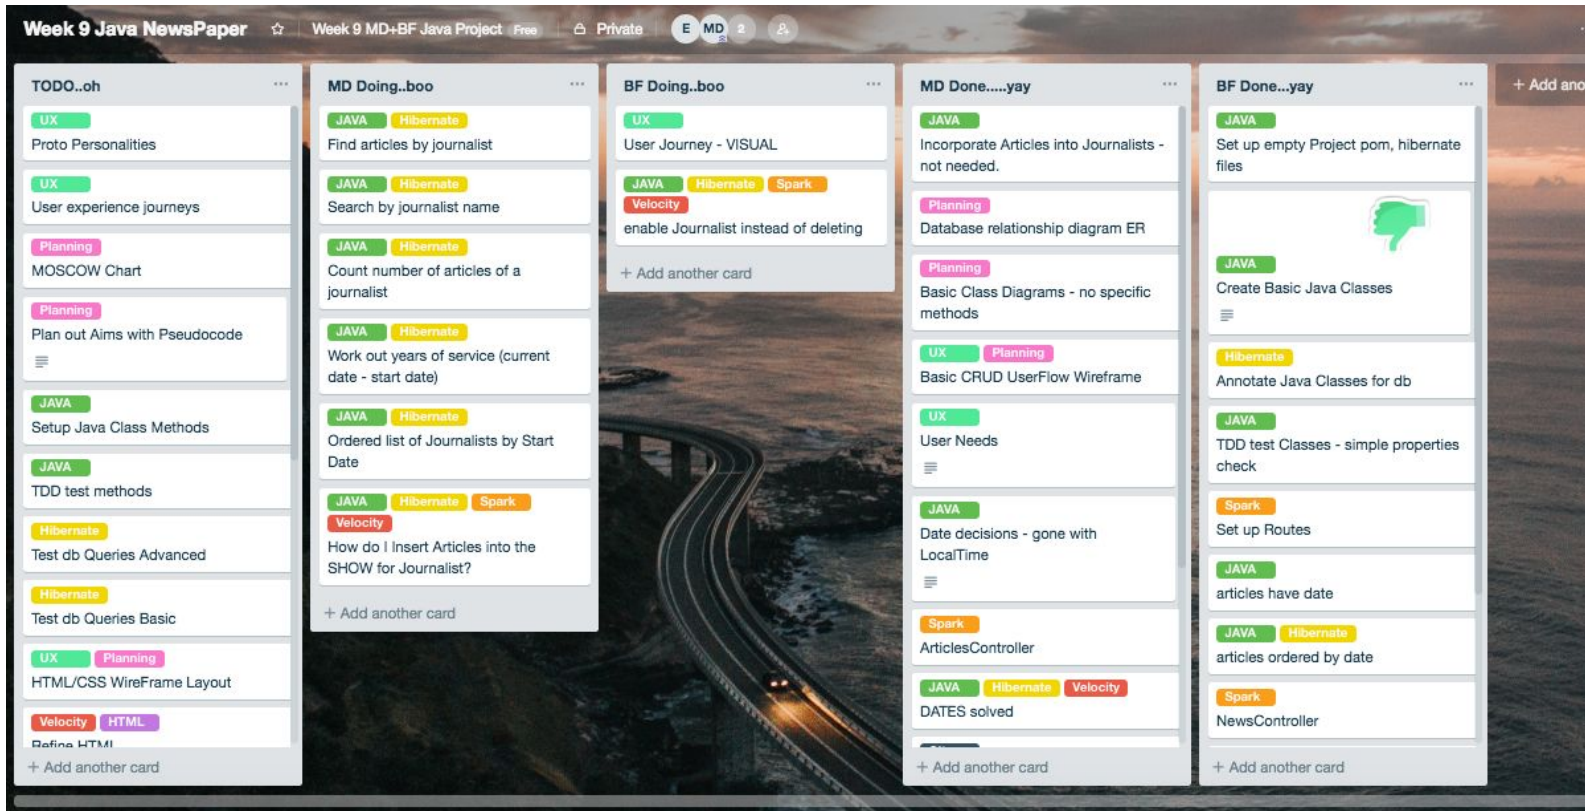 Week 9 Java NewsPaper
Week 9 MD+BF Java Project Free
Private
E MD 2
TODO..oh
UX
Proto Personalities
UX
User experience journeys
Planning
MOSCOW Chart
Planning
Plan out Aims with Pseudocode
JAVA
Setup Java Class Methods
JAVA
TDD test methods
Hibernate
Test db Queries Advanced
Hibernate
Test db Queries Basic
UX Planning
HTML/CSS WireFrame Layout
Velocity HTML
Refine HTML
+ Add another card
MD Doing..boo
JAVA Hibernate
Find articles by journalist
JAVA Hibernate
Search by journalist name
JAVA Hibernate
Count number of articles of a
journalist
JAVA Hibernate
Work out years of service (current
date - start date)
JAVA Hibernate
Ordered list of Journalists by Start
Date
JAVA Hibernate Spark
Velocity
How do I Insert Articles into the
SHOW for Journalist?
+ Add another card
BF Doing..boo
UX
User Journey - VISUAL
JAVA Hibernate Spark
Velocity
enable Journalist instead of deleting
+ Add another card
MD Done.....yay
JAVA
Incorporate Articles into Journalists -
not needed.
Planning
Database relationship diagram ER
Planning
Basic Class Diagrams - no specific
methods
UX Planning
Basic CRUD UserFlow Wireframe
UX
User Needs
JAVA
Date decisions - gone with
LocalTime
Spark
ArticlesController
JAVA Hibernate Velocity
DATES solved
+ Add another card
BF Done...yay
JAVA
Set up empty Project pom, hibernate
files
JAVA
Create Basic Java Classes
Hibernate
Annotate Java Classes for db
JAVA
TDD test Classes - simple properties
check
Spark
Set up Routes
JAVA
articles have date
JAVA Hibernate
articles ordered by date
Spark
NewsController
+ Add another card
+ Add ano